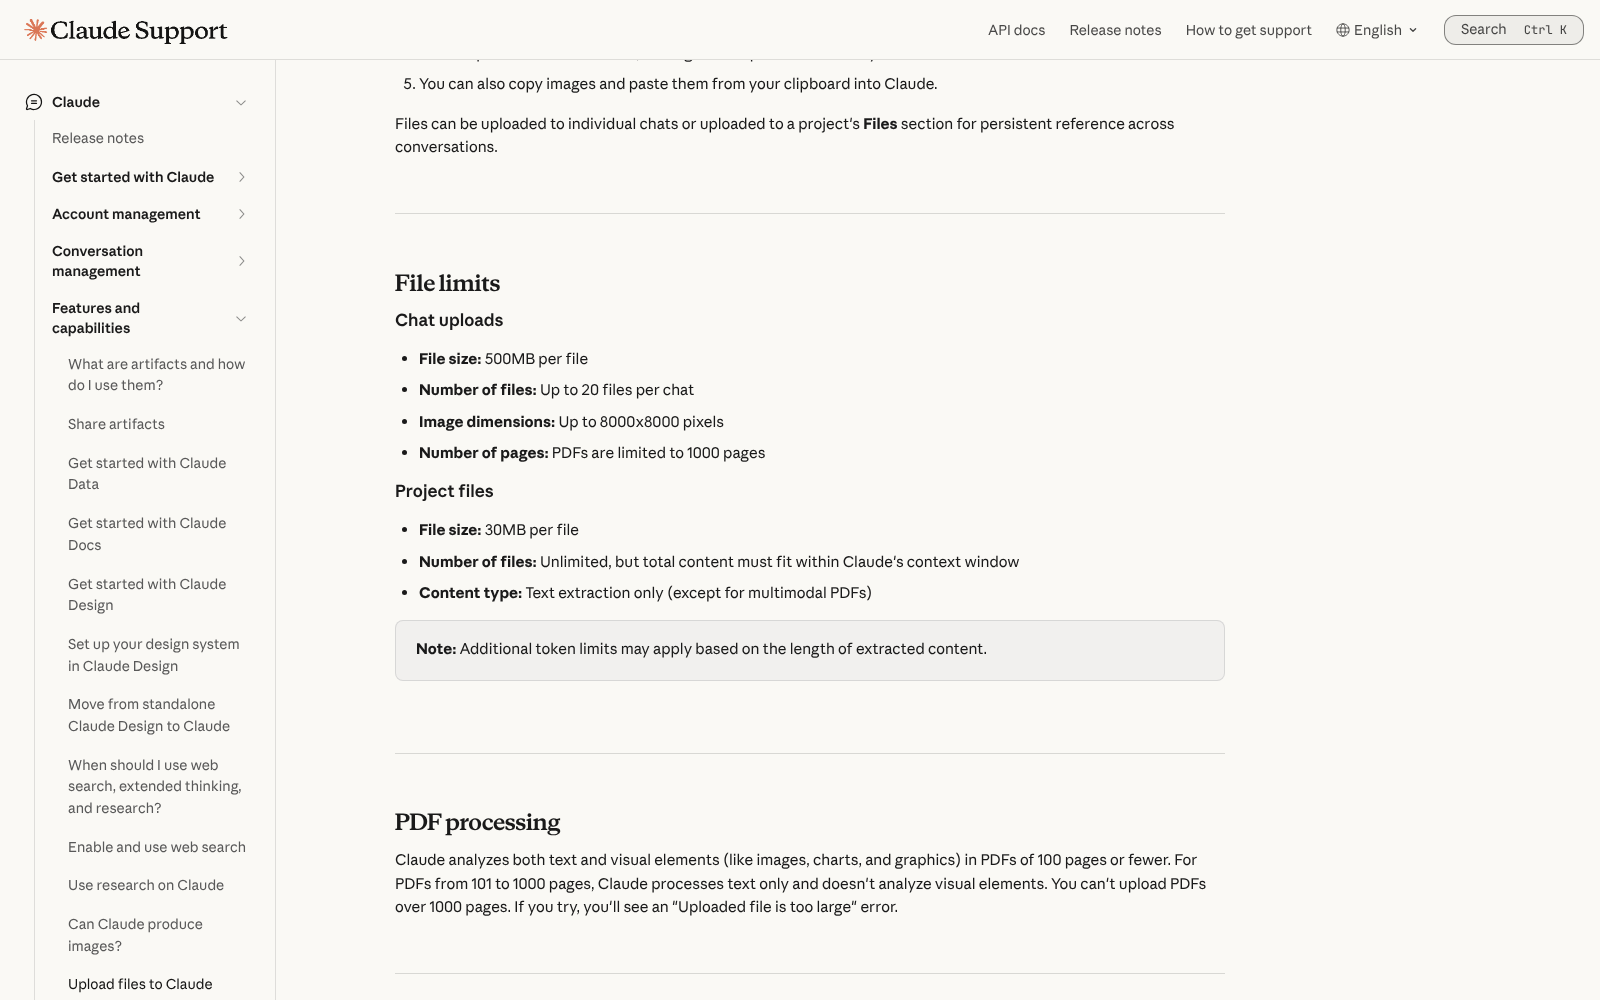 Claude Support
API docs
Release notes
How to get support
English
Search Ctrl K
Claude
Release notes
Get started with Claude
Account management
Conversation
management
Features and
capabilities
What are artifacts and how
do I use them?
Share artifacts
Get started with Claude
Data
Get started with Claude
Docs
Get started with Claude
Design
Set up your design system
in Claude Design
Move from standalone
Claude Design to Claude
When should I use web
search, extended thinking,
and research?
Enable and use web search
Use research on Claude
Can Claude produce
images?
Upload files to Claude
5. You can also copy images and paste them from your clipboard into Claude.
Files can be uploaded to individual chats or uploaded to a project's Files section for persistent reference across
conversations.
File limits
Chat uploads
• File size: 500MB per file
• Number of files: Up to 20 files per chat
• Image dimensions: Up to 8000x8000 pixels
• Number of pages: PDFs are limited to 1000 pages
Project files
• File size: 30MB per file
• Number of files: Unlimited, but total content must fit within Claude's context window
• Content type: Text extraction only (except for multimodal PDFs)
Note: Additional token limits may apply based on the length of extracted content.
PDF processing
Claude analyzes both text and visual elements (like images, charts, and graphics) in PDFs of 100 pages or fewer. For
PDFs from 101 to 1000 pages, Claude processes text only and doesn't analyze visual elements. You can't upload PDFs
over 1000 pages. If you try, you'll see an "Uploaded file is too large" error.